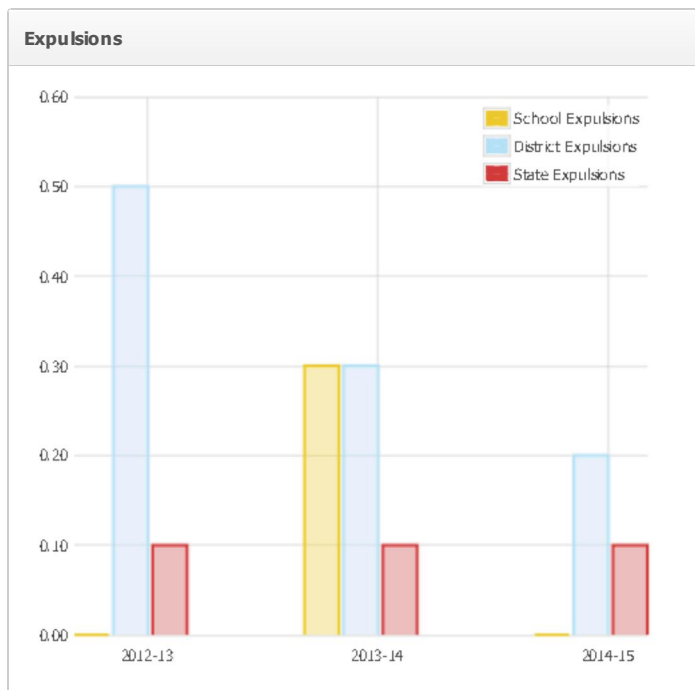 Expulsions
0.60
School Expulsions
District Expulsions
State Expulsions
0.50
0.40
0.30
0.20
0.10
0.00
2012-13 2013-14 2014-15